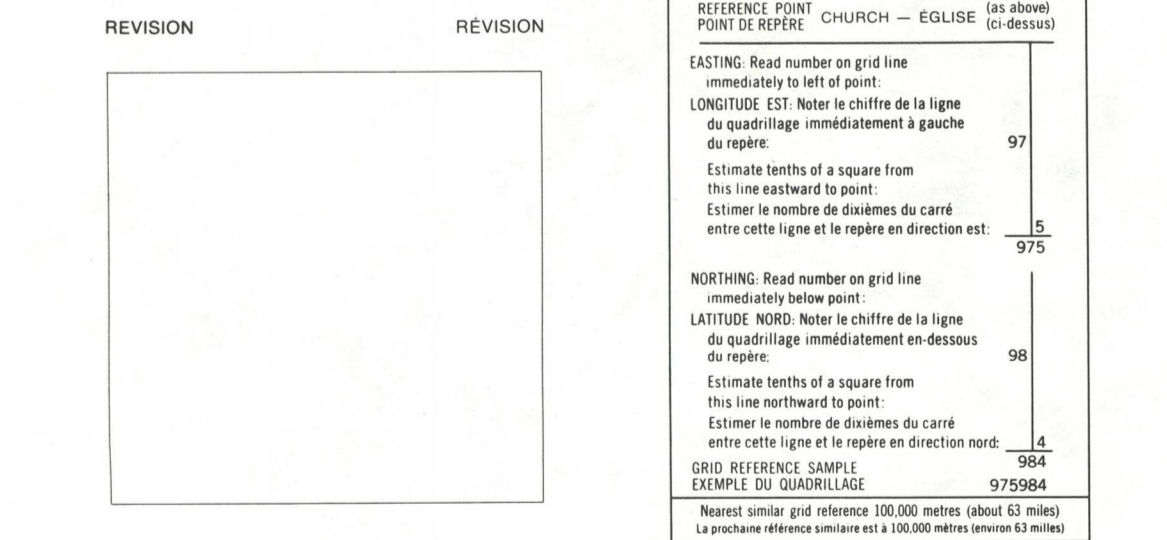 REVISION RÉVISION
REFERENCE POINT
POINT DE REPÈRE CHURCH — ÉGLISE (as above)
(ci-dessus)
EASTING: Read number on grid line
immediately to left of point:
LONGITUDE EST: Noter le chiffre de la ligne
du quadrillage immédiatement à gauche
du repère: 97
Estimate tenths of a square from
this line eastward to point:
Estimer le nombre de dixièmes du carré
entre cette ligne et le repère en direction est: 5
975
NORTHING: Read number on grid line
immediately below point:
LATITUDE NORD: Noter le chiffre de la ligne
du quadrillage immédiatement en-dessous
du repère: 98
Estimate tenths of a square from
this line northward to point:
Estimer le nombre de dixièmes du carré
entre cette ligne et le repère en direction nord: 4
984
GRID REFERENCE SAMPLE
EXEMPLE DU QUADRILLAGE 975984
Nearest similar grid reference 100,000 metres (about 63 miles)
La prochaine référence similaire est à 100,000 mètres (environ 63 milles)